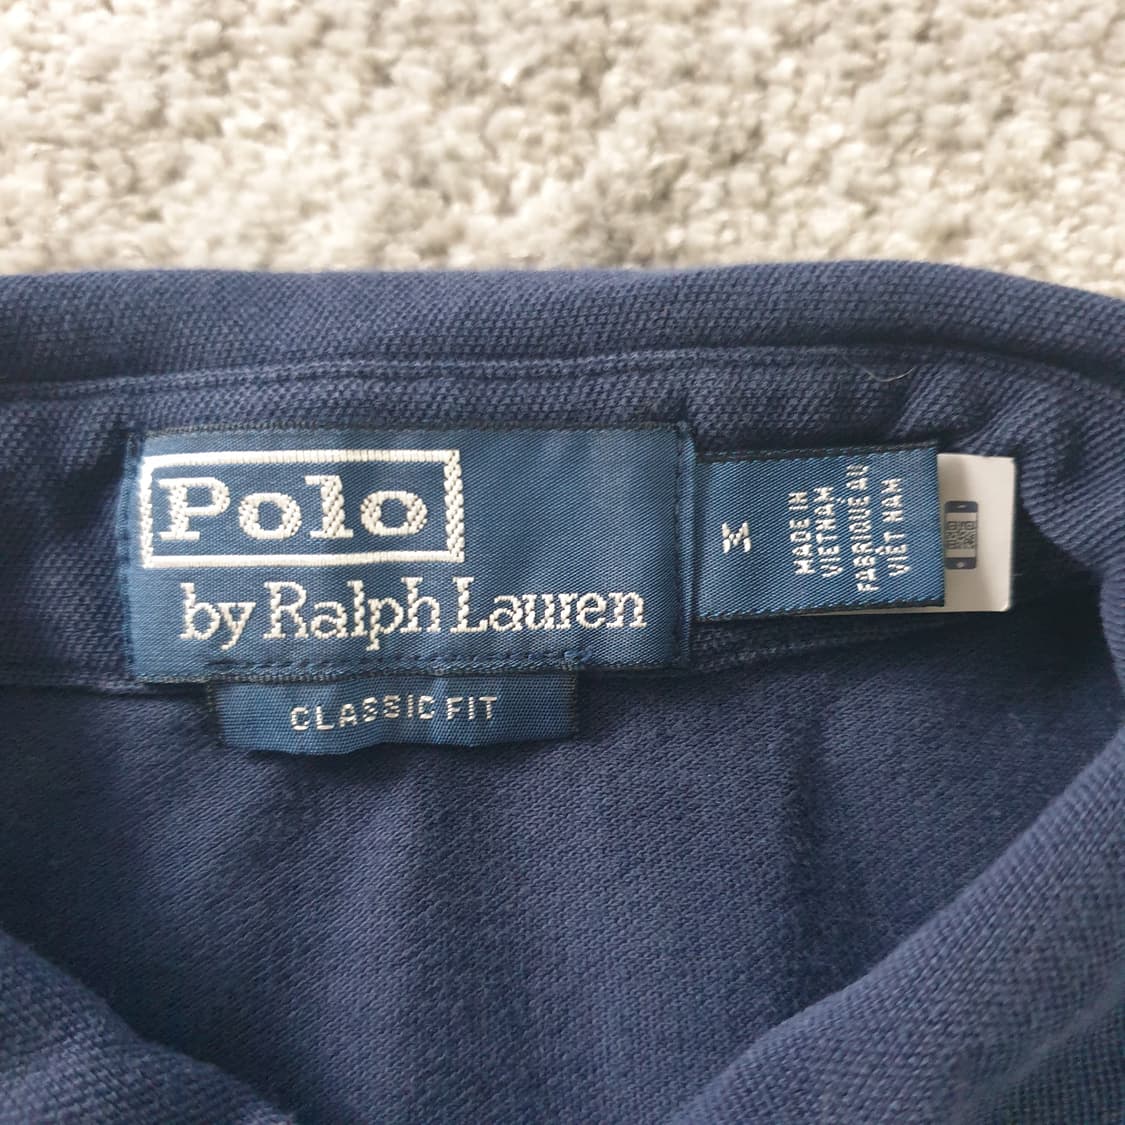 Polo
by Ralph Lauren
CLASSIC FIT
M
MADE IN
VIETNAM
FABRIQUÉ AU
VIÊT NAM